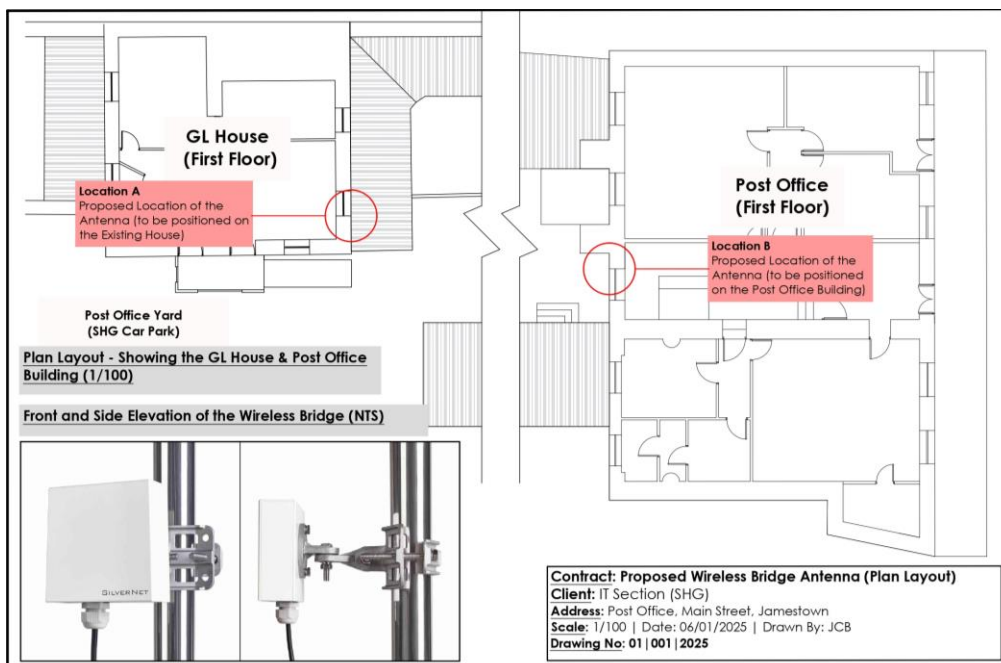 GL House
(First Floor)
Location A
Proposed Location of the
Antenna (to be positioned on
the Existing House)
Post Office Yard
(SHG Car Park)
Plan Layout - Showing the GL House & Post Office
Building (1/100)
Front and Side Elevation of the Wireless Bridge (NTS)
SILVERNET
Post Office
(First Floor)
Location B
Proposed Location of the
Antenna (to be positioned
on the Post Office Building)
Contract: Proposed Wireless Bridge Antenna (Plan Layout)
Client: IT Section (SHG)
Address: Post Office, Main Street, Jamestown
Scale: 1/100 | Date: 06/01/2025 | Drawn By: JCB
Drawing No: 01|001|2025